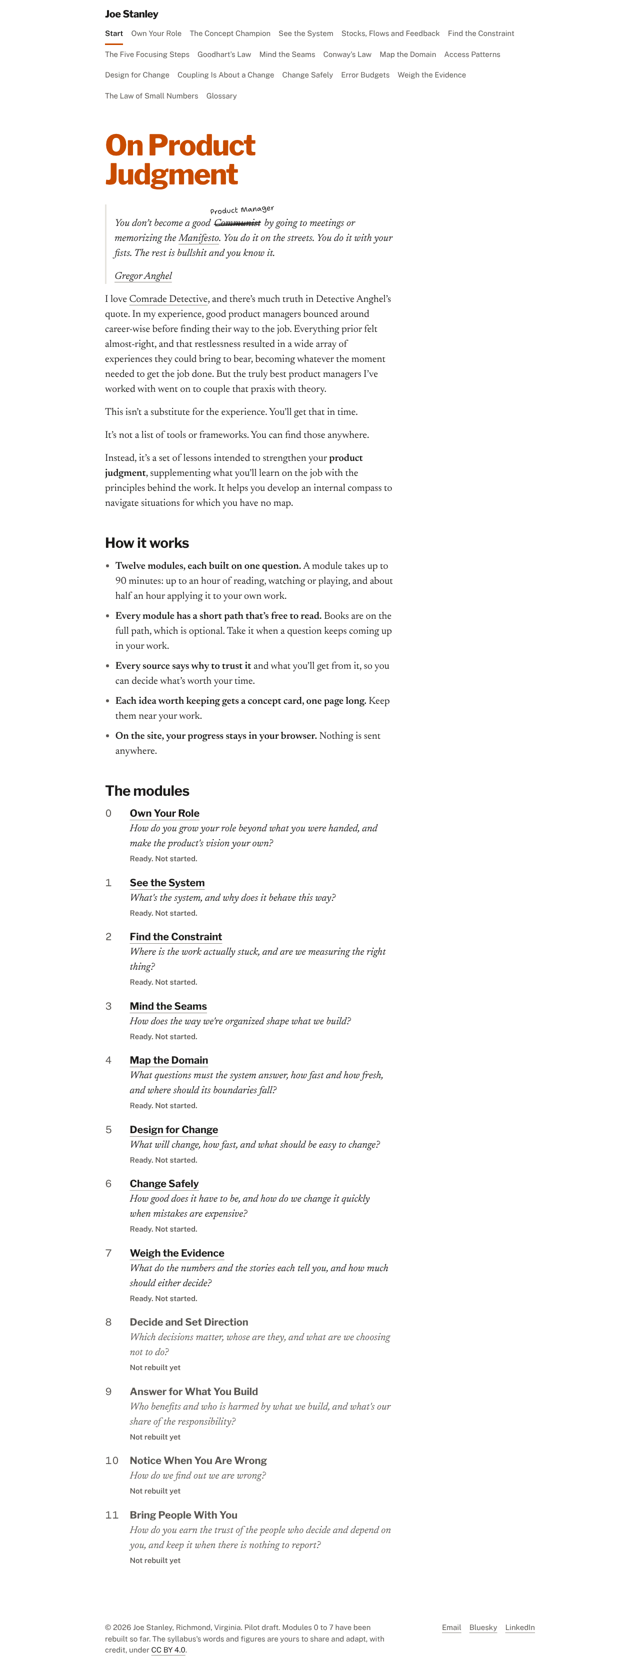 Joe Stanley
Start Own Your Role The Concept Champion See the System Stocks, Flows and Feedback Find the Constraint
The Five Focusing Steps Goodhart's Law Mind the Seams Conway's Law Map the Domain Access Patterns
Design for Change Coupling Is About a Change Change Safely Error Budgets Weigh the Evidence
The Law of Small Numbers Glossary
On Product
Judgment
Product Manager
You don't become a good Communist by going to meetings or
memorizing the Manifesto. You do it on the streets. You do it with your
fists. The rest is bullshit and you know it.
Gregor Anghel
I love Comrade Detective, and there's much truth in Detective Anghel's
quote. In my experience, good product managers bounced around
career-wise before finding their way to the job. Everything prior felt
almost-right, and that restlessness resulted in a wide array of
experiences they could bring to bear, becoming whatever the moment
needed to get the job done. But the truly best product managers I've
worked with went on to couple that praxis with theory.
This isn't a substitute for the experience. You'll get that in time.
It's not a list of tools or frameworks. You can find those anywhere.
Instead, it's a set of lessons intended to strengthen your product
judgment, supplementing what you'll learn on the job with the
principles behind the work. It helps you develop an internal compass to
navigate situations for which you have no map.
How it works
• Twelve modules, each built on one question. A module takes up to
90 minutes: up to an hour of reading, watching or playing, and about
half an hour applying it to your own work.
• Every module has a short path that's free to read. Books are on the
full path, which is optional. Take it when a question keeps coming up
in your work.
• Every source says why to trust it and what you'll get from it, so you
can decide what's worth your time.
• Each idea worth keeping gets a concept card, one page long. Keep
them near your work.
• On the site, your progress stays in your browser. Nothing is sent
anywhere.
The modules
0 Own Your Role
How do you grow your role beyond what you were handed, and
make the product's vision your own?
Ready. Not started.
1 See the System
What's the system, and why does it behave this way?
Ready. Not started.
2 Find the Constraint
Where is the work actually stuck, and are we measuring the right
thing?
Ready. Not started.
3 Mind the Seams
How does the way we're organized shape what we build?
Ready. Not started.
4 Map the Domain
What questions must the system answer, how fast and how fresh,
and where should its boundaries fall?
Ready. Not started.
5 Design for Change
What will change, how fast, and what should be easy to change?
Ready. Not started.
6 Change Safely
How good does it have to be, and how do we change it quickly
when mistakes are expensive?
Ready. Not started.
7 Weigh the Evidence
What do the numbers and the stories each tell you, and how much
should either decide?
Ready. Not started.
8 Decide and Set Direction
Which decisions matter, whose are they, and what are we choosing
not to do?
Not rebuilt yet
9 Answer for What You Build
Who benefits and who is harmed by what we build, and what's our
share of the responsibility?
Not rebuilt yet
10 Notice When You Are Wrong
How do we find out we are wrong?
Not rebuilt yet
11 Bring People With You
How do you earn the trust of the people who decide and depend on
you, and keep it when there is nothing to report?
Not rebuilt yet
© 2026 Joe Stanley, Richmond, Virginia. Pilot draft. Modules 0 to 7 have been
rebuilt so far. The syllabus's words and figures are yours to share and adapt, with
credit, under CC BY 4.0.
Email Bluesky LinkedIn